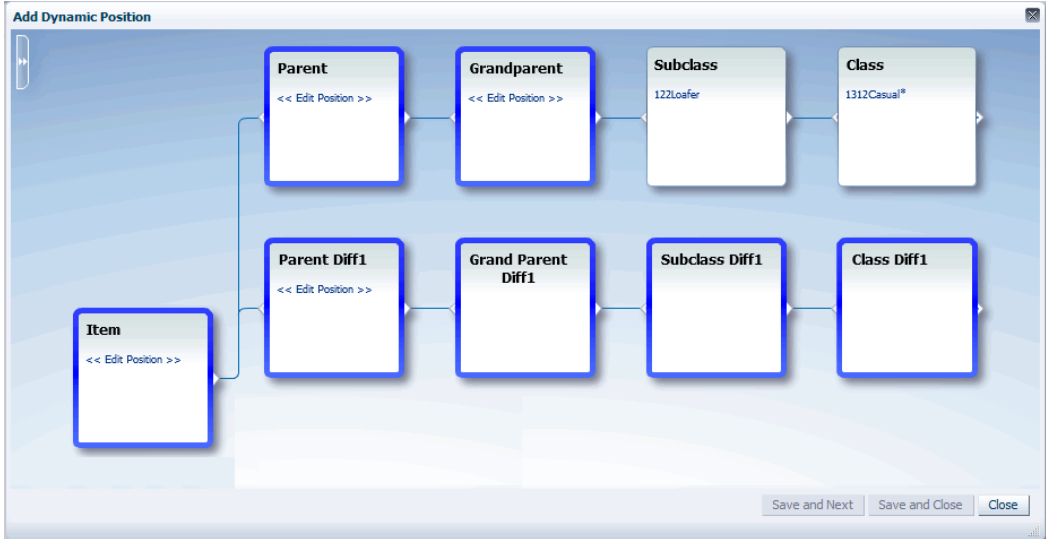 Add Dynamic Position
Parent
<< Edit Position >>
Grandparent
<< Edit Position >>
Subclass
122Loafer
Class
1312Casual*
Parent Diff1
<< Edit Position >>
Grand Parent
Diff1
Subclass Diff1
Class Diff1
Item
<< Edit Position >>
Save and Next
Save and Close
Close